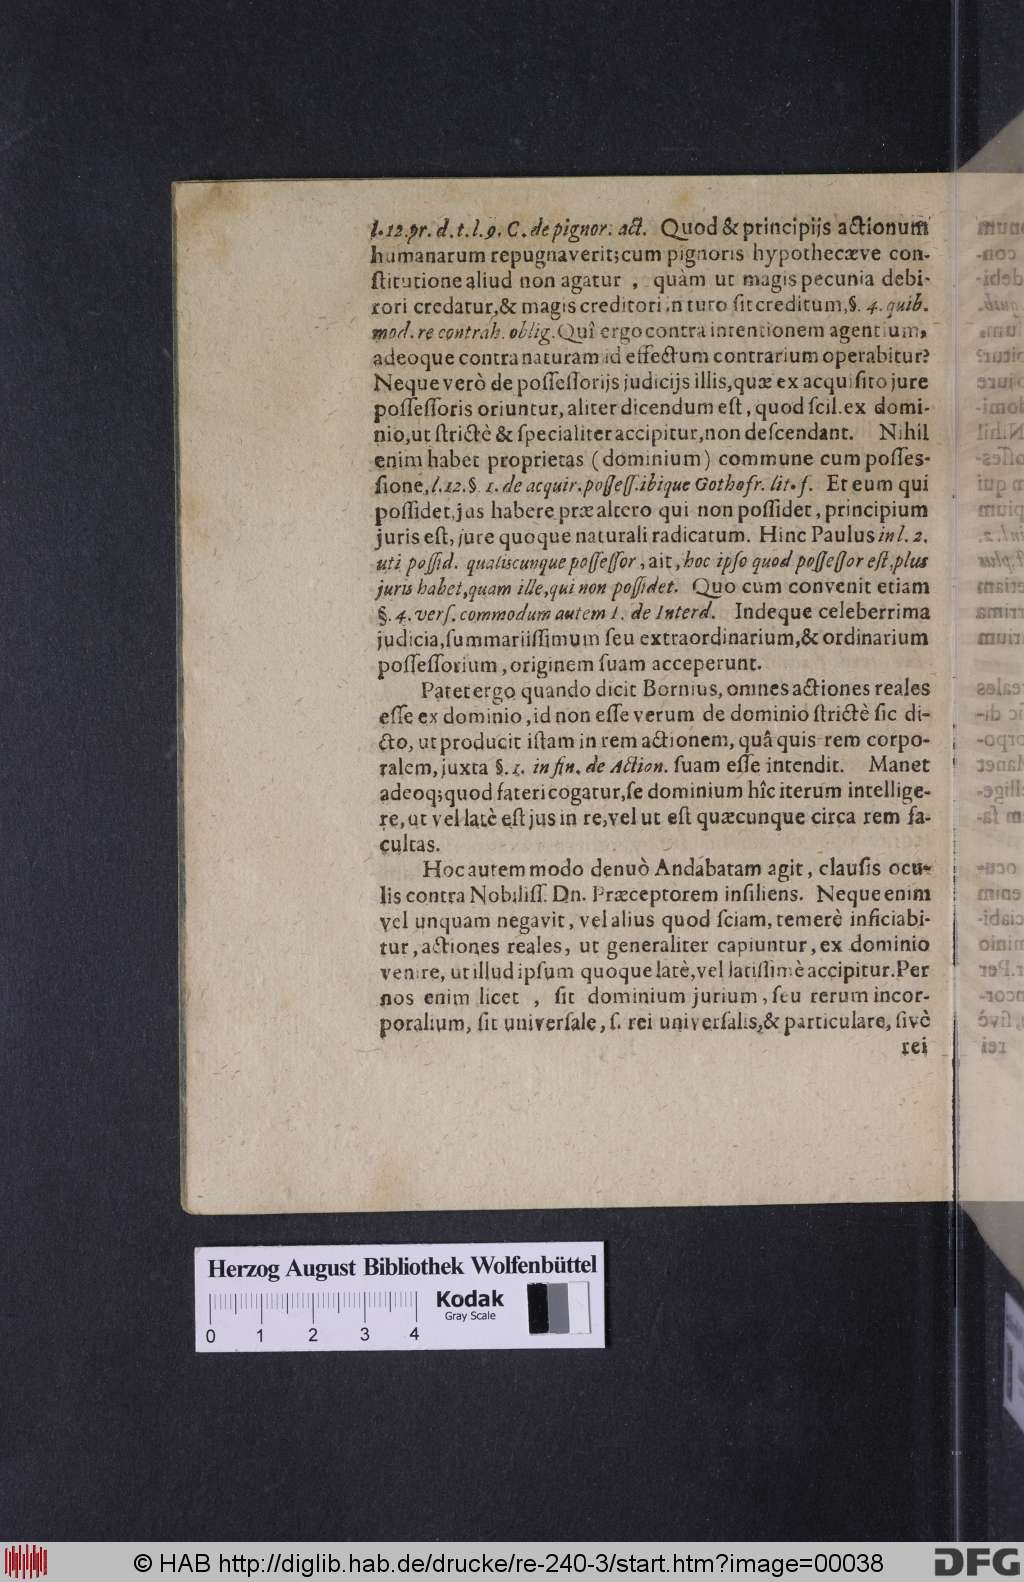 l.12.pr. d. t. l. 9. C. de pignor. act. Quod & principijs actionum
humanarum repugnaverit; cum pignoris hypothecæve con-
ſtitutione aliud non agatur , quàm ut magis pecunia debi-
tori credatur, & magis creditori in tuto ſit creditum, §. 4. quib.
mod. re contrah. oblig. Quî ergo contra intentionem agentium,
adeoque contra naturam id effectum contrarium operabitur?
Neque verò de poſſeſſorijs judicijs illis, quæ ex acquiſito jure
poſſeſſoris oriuntur, aliter dicendum eſt, quod ſcil. ex domi-
nio, ut ſtrictè & ſpecialiter accipitur, non deſcendant. Nihil
enim habet proprietas (dominium) commune cum poſſeſ-
ſione, l. 12. §. 1. de acquir. poſſeſſ. ibique Gothofr. lit. f. Et eum qui
poſſidet, jus habere præ altero qui non poſſidet, principium
juris eſt, jure quoque naturali radicatum. Hinc Paulus in l. 2.
uti poſſid. qualiscunque poſſeſſor, ait, hoc ipſo quod poſſeſſor eſt, plus
juris habet, quam ille, qui non poſſidet. Quo cum convenit etiam
§. 4. verſ. commodum autem I. de Interd. Indeque celeberrima
judicia, ſummariiſſimum ſeu extraordinarium, & ordinarium
poſſeſſorium, originem ſuam acceperunt.
Patet ergo quando dicit Bornius, omnes actiones reales
eſſe ex dominio, id non eſſe verum de dominio ſtrictè ſic di-
cto, ut producit iſtam in rem actionem, quâ quis rem corpo-
ralem, juxta §. 1. in fin. de Action. ſuam eſſe intendit. Manet
adeoq; quod fateri cogatur, ſe dominium hîc iterum intellige-
re, ut vel latè eſt jus in re, vel ut eſt quæcunque circa rem fa-
cultas.
Hoc autem modo denuò Andabatam agit, clauſis ocu-
lis contra Nobiliſſ. Dn. Præceptorem inſiliens. Neque enim
vel unquam negavit, vel alius quod ſciam, temerè inficiabi-
tur, actiones reales, ut generaliter capiuntur, ex dominio
venire, ut illud ipſum quoque latè, vel latiſſimè accipitur. Per
nos enim licet , ſit dominium jurium, ſeu rerum incor-
poralium, ſit univerſale, ſ. rei univerſalis, & particulare, ſivè
rei
Herzog August Bibliothek Wolfenbüttel
Kodak
Gray Scale
0 1 2 3 4
© HAB http://diglib.hab.de/drucke/re-240-3/start.htm?image=00038
DFG